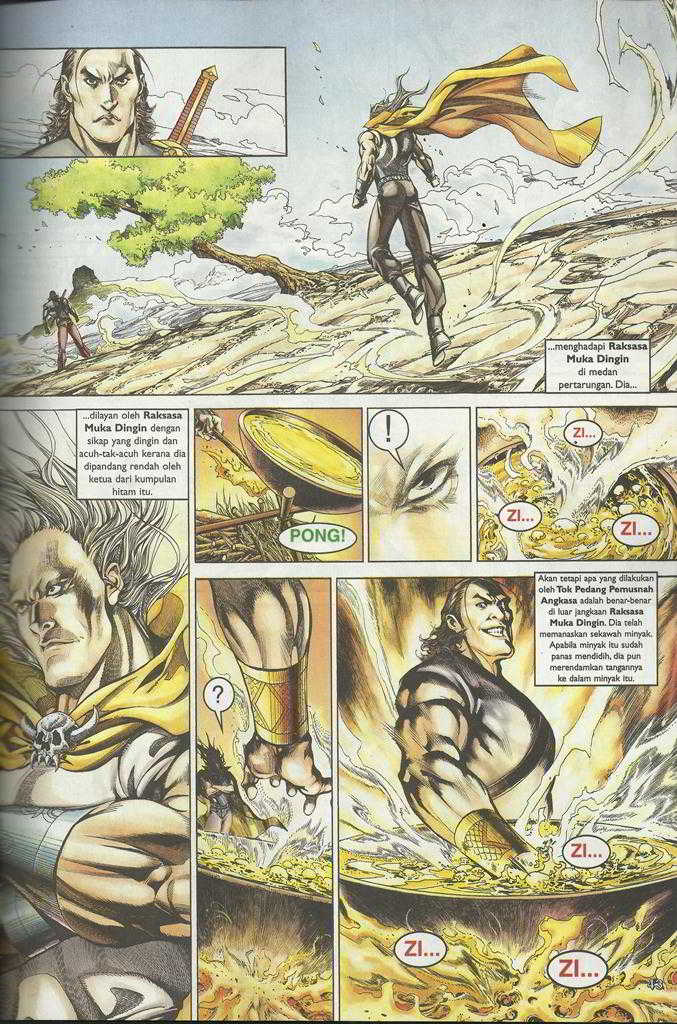 ...menghadapi Raksasa
Muka Dingin
di medan
pertarungan. Dia...
...dilayan oleh Raksasa
Muka Dingin dengan
sikap yang dingin dan
acuh-tak-acuh kerana dia
dipandang rendah oleh
ketua dari kumpulan
hitam itu.
PONG!
!
ZI...
ZI...
ZI...
?
Akan tetapi apa yang dilakukan
oleh Tok Pedang Pemusnah
Angkasa adalah benar-benar
di luar jangkaan Raksasa
Muka Dingin. Dia telah
memanaskan sekawah minyak.
Apabila minyak itu sudah
panas mendidih, dia pun
merendamkan tangannya
ke dalam minyak itu.
ZI...
ZI...
ZI...